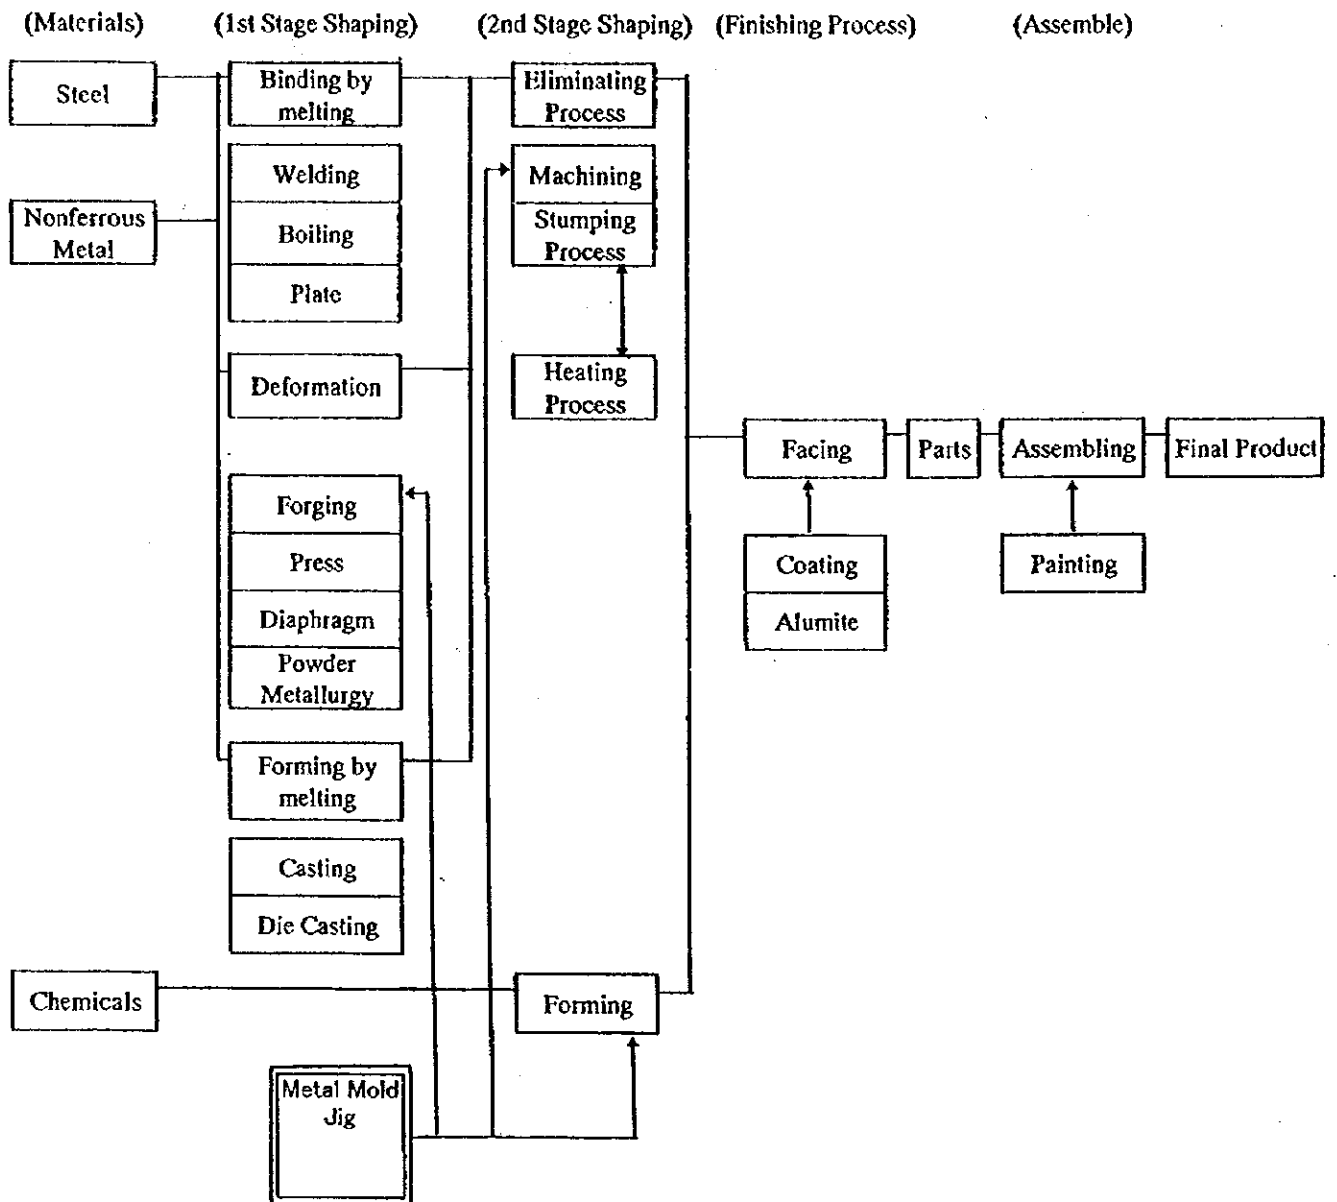 (Materials)
(1st Stage Shaping)
(2nd Stage Shaping)
(Finishing Process)
(Assemble)
Steel
Nonferrous
Metal
Chemicals
Binding by
melting
Welding
Boiling
Plate
Deformation
Forging
Press
Diaphragm
Powder
Metallurgy
Forming by
melting
Casting
Die Casting
Metal Mold
Jig
Eliminating
Process
Machining
Stumping
Process
Heating
Process
Forming
Facing
Coating
Alumite
Parts
Assembling
Painting
Final Product